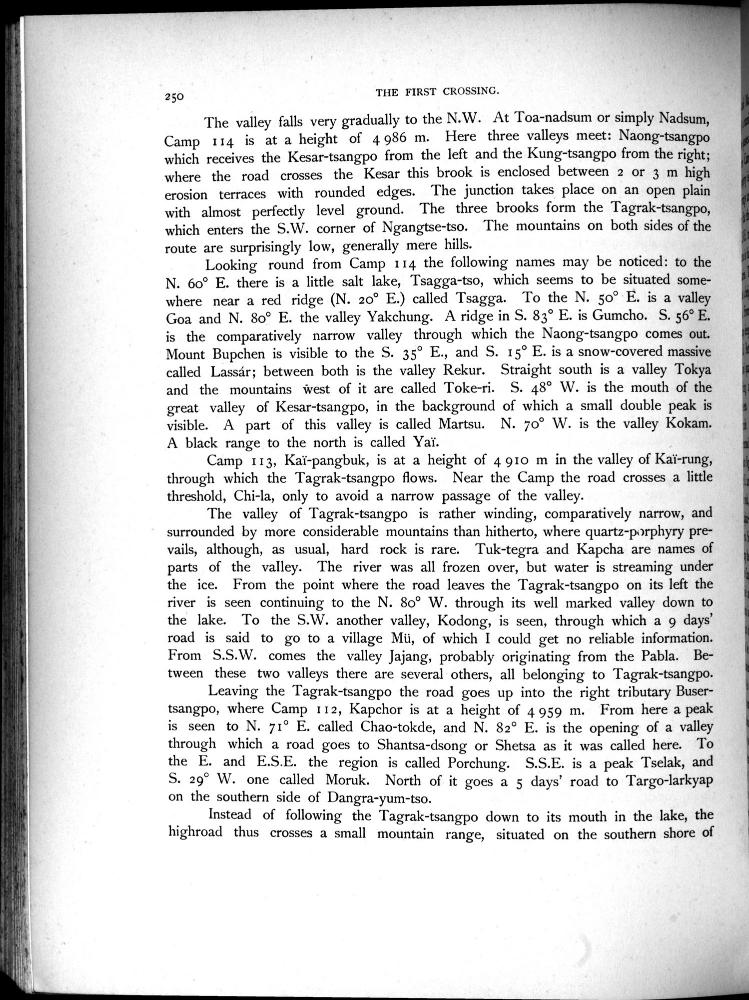 250
THE FIRST CROSSING.
The valley falls very gradually to the N.W. At Toa-nadsum or simply Nadsum,
Camp 114 is at a height of 4 986 m. Here three valleys meet: Naong-tsangpo
which receives the Kesar-tsangpo from the left and the Kung-tsangpo from the right;
where the road crosses the Kesar this brook is enclosed between 2 or 3 m high
erosion terraces with rounded edges. The junction takes place on an open plain
with almost perfectly level ground. The three brooks form the Tagrak-tsangpo,
which enters the S.W. corner of Ngangtse-tso. The mountains on both sides of the
route are surprisingly low, generally mere hills.
Looking round from Camp 114 the following names may be noticed: to the
N. 60° E. there is a little salt lake, Tsagga-tso, which seems to be situated some-
where near a red ridge (N. 20° E.) called Tsagga. To the N. 50° E. is a valley
Goa and N. 80° E. the valley Yakchung. A ridge in S. 83° E. is Gumcho. S. 56° E.
is the comparatively narrow valley through which the Naong-tsangpo comes out.
Mount Bupchen is visible to the S. 35° E., and S. 15° E. is a snow-covered massive
called Lassár; between both is the valley Rekur. Straight south is a valley Tokya
and the mountains west of it are called Toke-ri. S. 48° W. is the mouth of the
great valley of Kesar-tsangpo, in the background of which a small double peak is
visible. A part of this valley is called Martsu. N. 70° W. is the valley Kokam.
A black range to the north is called Yaï.
Camp 113, Kaï-pangbuk, is at a height of 4 910 m in the valley of Kaï-rung,
through which the Tagrak-tsangpo flows. Near the Camp the road crosses a little
threshold, Chi-la, only to avoid a narrow passage of the valley.
The valley of Tagrak-tsangpo is rather winding, comparatively narrow, and
surrounded by more considerable mountains than hitherto, where quartz-porphyry pre-
vails, although, as usual, hard rock is rare. Tuk-tegra and Kapcha are names of
parts of the valley. The river was all frozen over, but water is streaming under
the ice. From the point where the road leaves the Tagrak-tsangpo on its left the
river is seen continuing to the N. 80° W. through its well marked valley down to
the lake. To the S.W. another valley, Kodong, is seen, through which a 9 days'
road is said to go to a village Mü, of which I could get no reliable information.
From S.S.W. comes the valley Jajang, probably originating from the Pabla. Be-
tween these two valleys there are several others, all belonging to Tagrak-tsangpo.
Leaving the Tagrak-tsangpo the road goes up into the right tributary Buser-
tsangpo, where Camp 112, Kapchor is at a height of 4 959 m. From here a peak
is seen to N. 71° E. called Chao-tokde, and N. 82° E. is the opening of a valley
through which a road goes to Shantsa-dsong or Shetsa as it was called here. To
the E. and E.S.E. the region is called Porchung. S.S.E. is a peak Tselak, and
S. 29° W. one called Moruk. North of it goes a 5 days' road to Targo-larkyap
on the southern side of Dangra-yum-tso.
Instead of following the Tagrak-tsangpo down to its mouth in the lake, the
highroad thus crosses a small mountain range, situated on the southern shore of